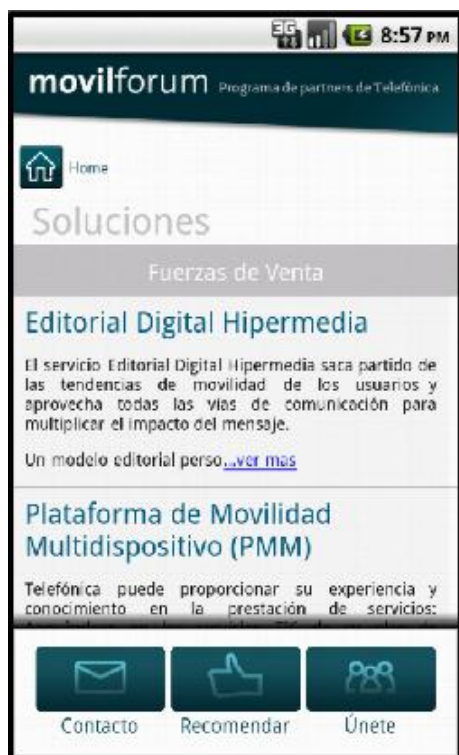 8:57 PM
movilforum Programa de partners de Telefónica
Home
Soluciones
Fuerzas de Venta
Editorial Digital Hipermedia
El servicio Editorial Digital Hipermedia saca partido de
las tendencias de movilidad de los usuarios y
aprovecha todas las vías de comunicación para
multiplicar el impacto del mensaje.
Un modelo editorial perso...ver mas
Plataforma de Movilidad
Multidispositivo (PMM)
Telefónica puede proporcionar su experiencia y
conocimiento en la prestación de servicios:
Contacto Recomendar Únete